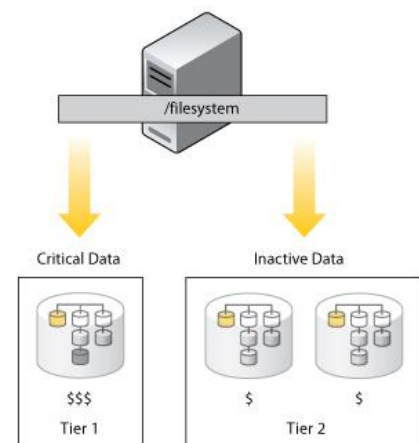 /filesystem
Critical Data
Inactive Data
$$$
$
$
Tier 1
Tier 2